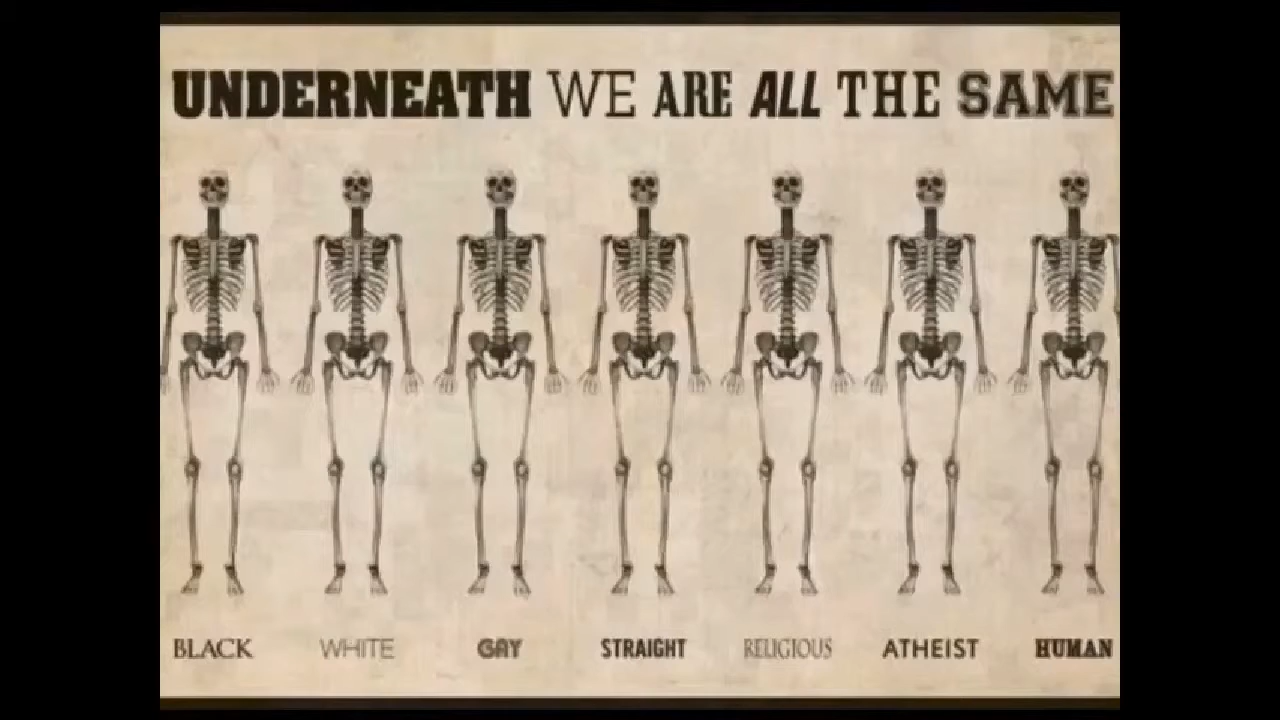 UNDERNEATH WE ARE ALL THE SAME
BLACK WHITE GAY STRAIGHT RELIGIOUS ATHEIST HUMAN